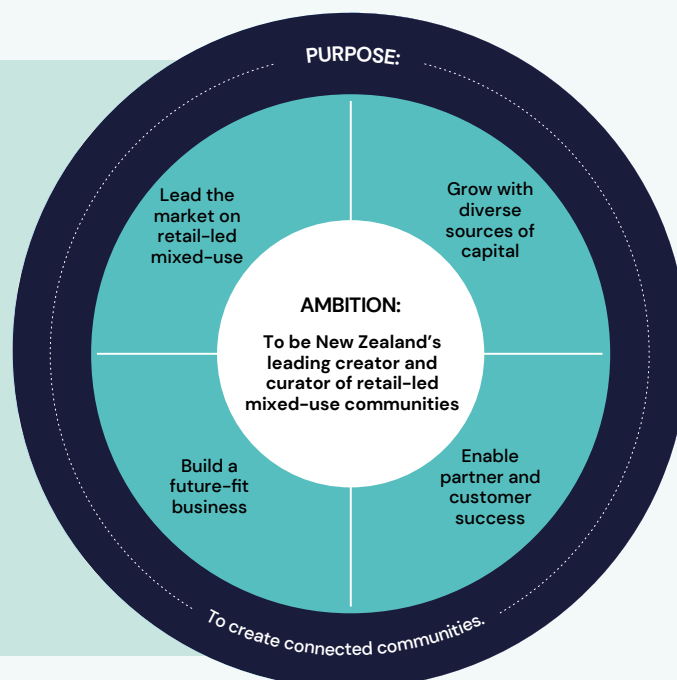 PURPOSE:
Lead the
market on
retail-led
mixed-use
Grow with
diverse
sources of
capital
AMBITION:
To be New Zealand's
leading creator and
curator of retail-led
mixed-use communities
Build a
future-fit
business
Enable
partner and
customer
success
To create connected communities.